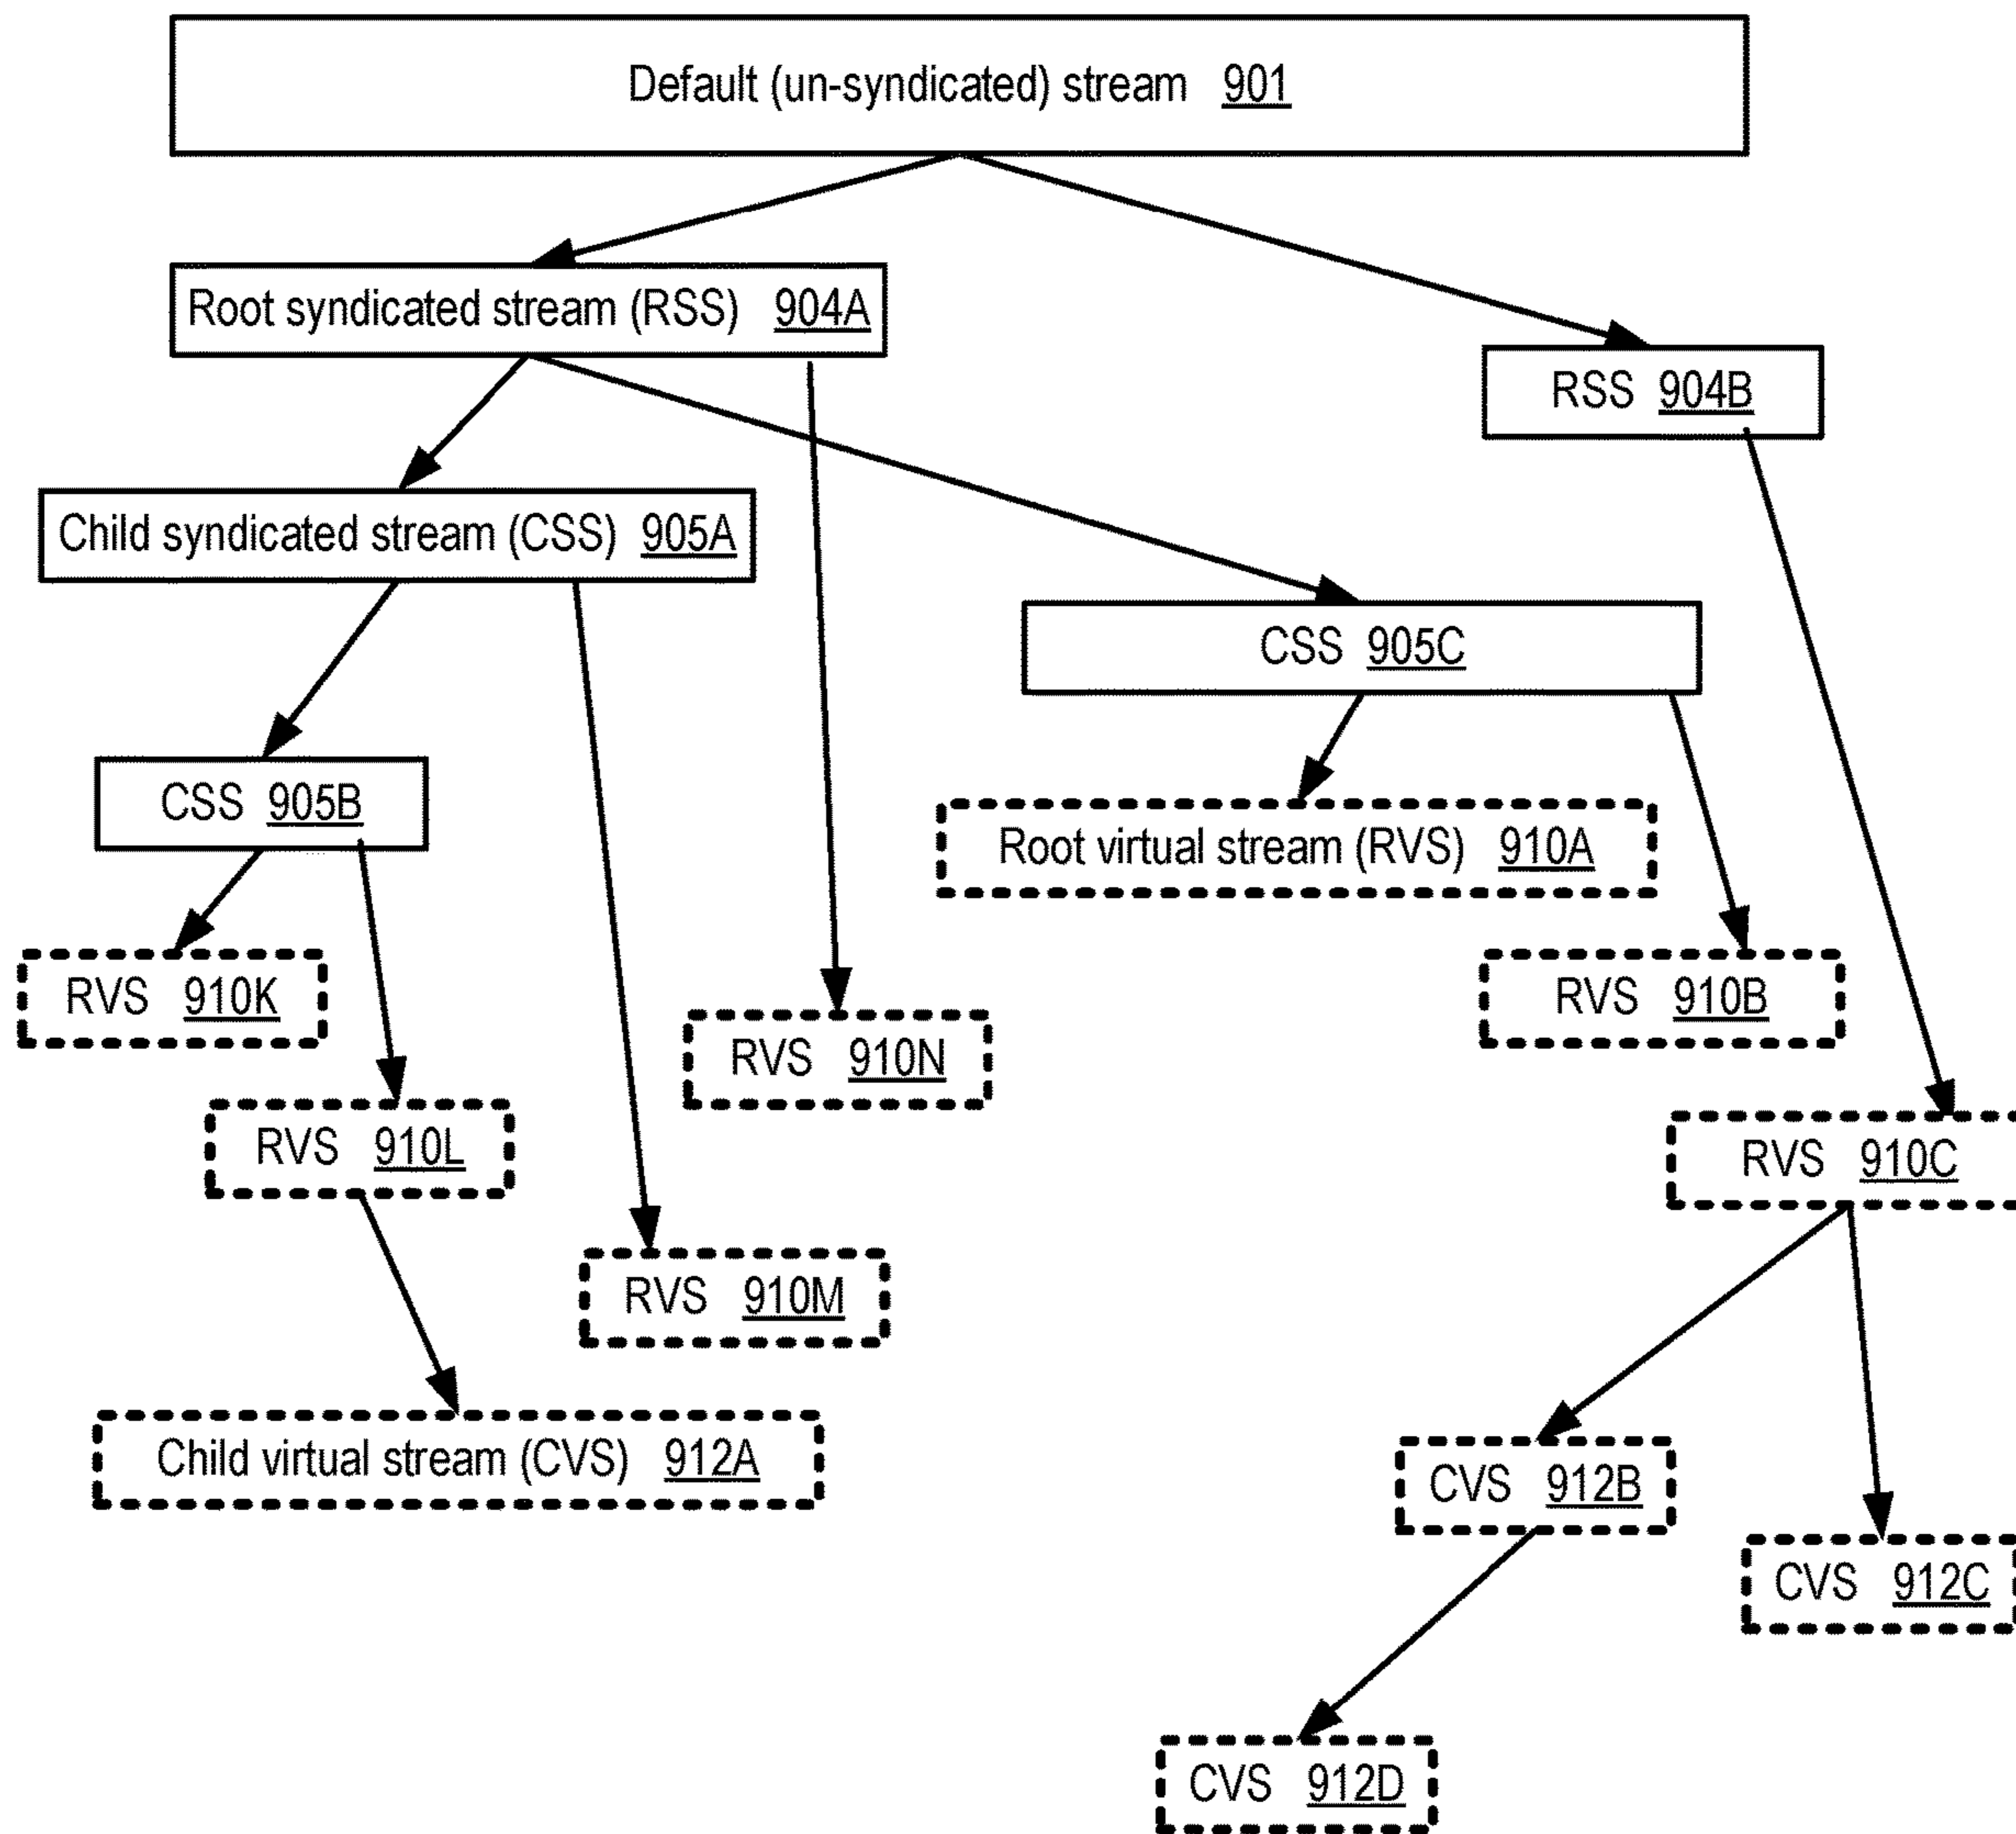 Default (un-syndicated) stream 901
Root syndicated stream (RSS) 904A
RSS 904B
Child syndicated stream (CSS) 905A
CSS 905C
CSS 905B
Root virtual stream (RVS) 910A
RVS 910K
RVS 910B
RVS 910N
RVS 910L
RVS 910C
RVS 910M
Child virtual stream (CVS) 912A
CVS 912B
CVS 912C
CVS 912D